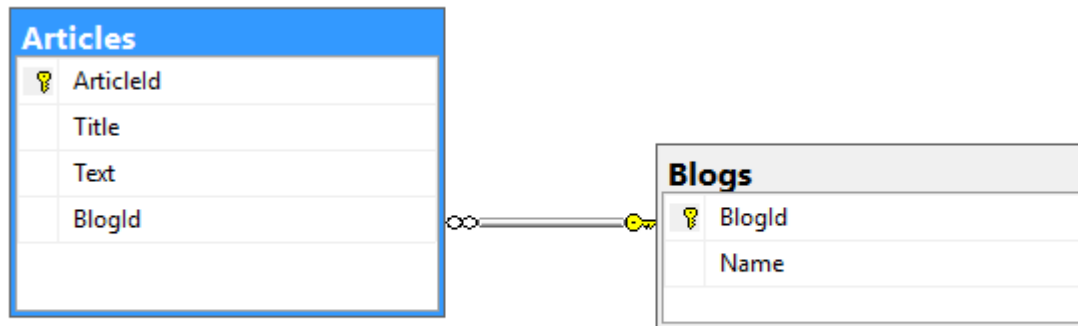 Articles
ArticleId
Title
Text
BlogId
Blogs
BlogId
Name